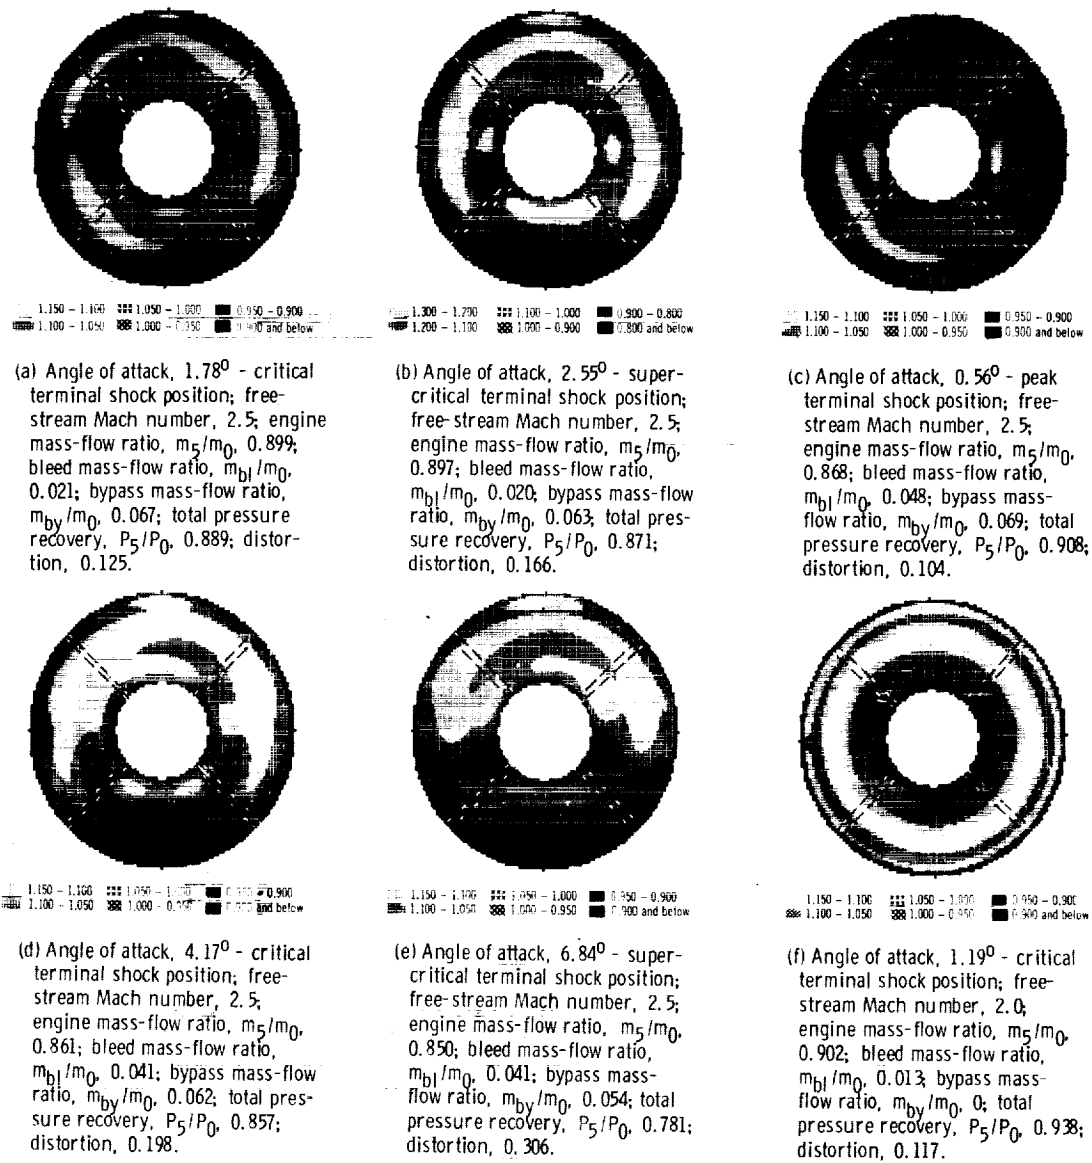 1.150 - 1.100 1.050 - 1.000 0.950 - 0.900
1.100 - 1.050 1.000 - 0.950 0.900 and below
(a) Angle of attack, 1.78⁰ - critical
terminal shock position; free-
stream Mach number, 2.5; engine
mass-flow ratio, m5/m0, 0.899;
bleed mass-flow ratio, mbl/m0,
0.021; bypass mass-flow ratio,
mby/m0, 0.067; total pressure
recovery, P5/P0, 0.889; distor-
tion, 0.125.
1.300 - 1.200 1.100 - 1.000 0.900 - 0.800
1.200 - 1.100 1.000 - 0.900 0.800 and below
(b) Angle of attack, 2.55⁰ - super-
critical terminal shock position;
free-stream Mach number, 2.5;
engine mass-flow ratio, m5/m0,
0.897; bleed mass-flow ratio,
mbl/m0, 0.020; bypass mass-flow
ratio, mby/m0, 0.063; total pres-
sure recovery, P5/P0, 0.871;
distortion, 0.166.
1.150 - 1.100 1.050 - 1.000 0.950 - 0.900
1.100 - 1.050 1.000 - 0.950 0.900 and below
(c) Angle of attack, 0.56⁰ - peak
terminal shock position; free-
stream Mach number, 2.5;
engine mass-flow ratio, m5/m0,
0.868; bleed mass-flow ratio,
mbl/m0, 0.048; bypass mass-
flow ratio, mby/m0, 0.069; total
pressure recovery, P5/P0, 0.908;
distortion, 0.104.
1.150 - 1.100 1.050 - 0.900
1.100 - 1.050 1.000 - and below
(d) Angle of attack, 4.17⁰ - critical
terminal shock position; free-
stream Mach number, 2.5;
engine mass-flow ratio, m5/m0,
0.861; bleed mass-flow ratio,
mbl/m0, 0.041; bypass mass-flow
ratio, mby/m0, 0.062; total pres-
sure recovery, P5/P0, 0.857;
distortion, 0.198.
1.150 - 1.100 1.050 - 1.000 0.950 - 0.900
1.100 - 1.050 1.000 - 0.950 0.900 and below
(e) Angle of attack, 6.84⁰ - super-
critical terminal shock position;
free-stream Mach number, 2.5;
engine mass-flow ratio, m5/m0,
0.850; bleed mass-flow ratio,
mbl/m0, 0.041; bypass mass-
flow ratio, mby/m0, 0.054; total
pressure recovery, P5/P0, 0.781;
distortion, 0.306.
1.150 - 1.100 1.050 - 1.000 0.950 - 0.900
1.100 - 1.050 1.000 - 0.950 0.900 and below
(f) Angle of attack, 1.19⁰ - critical
terminal shock position; free-
stream Mach number, 2.0;
engine mass-flow ratio, m5/m0,
0.902; bleed mass-flow ratio,
mbl/m0, 0.013; bypass mass-
flow ratio, mby/m0, 0; total
pressure recovery, P5/P0, 0.938;
distortion, 0.117.